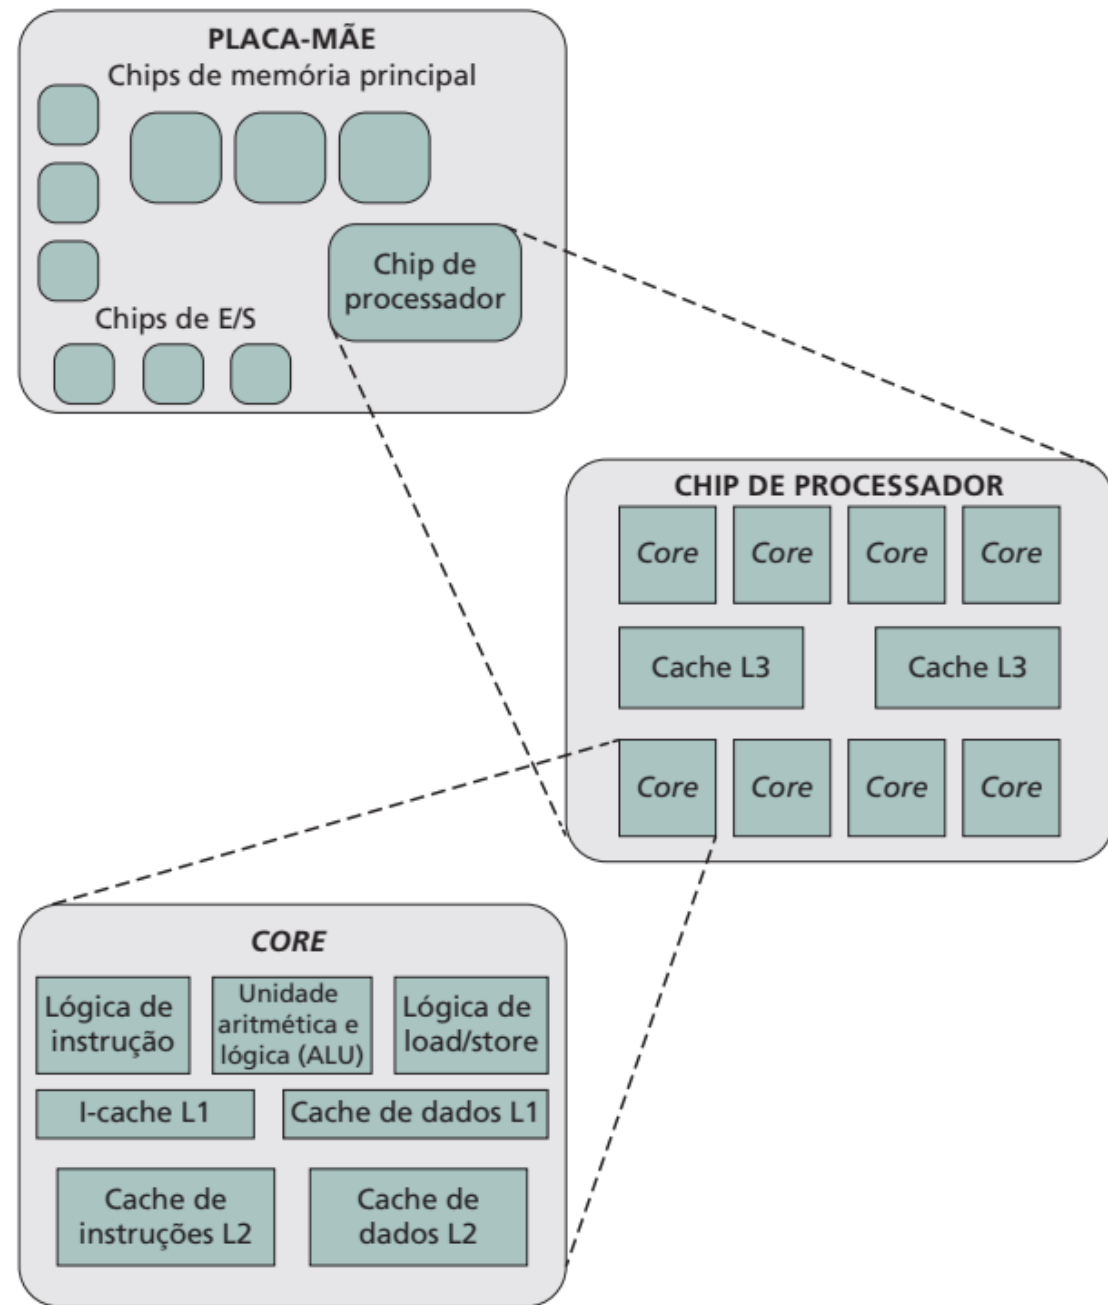 PLACA-MÃE
Chips de memória principal
Chip de
processador
Chips de E/S
CHIP DE PROCESSADOR
Core
Core
Core
Core
Cache L3
Cache L3
Core
Core
Core
Core
CORE
Lógica de
instrução
Unidade
aritmética e
lógica (ALU)
Lógica de
load/store
I-cache L1
Cache de dados L1
Cache de
instruções L2
Cache de
dados L2